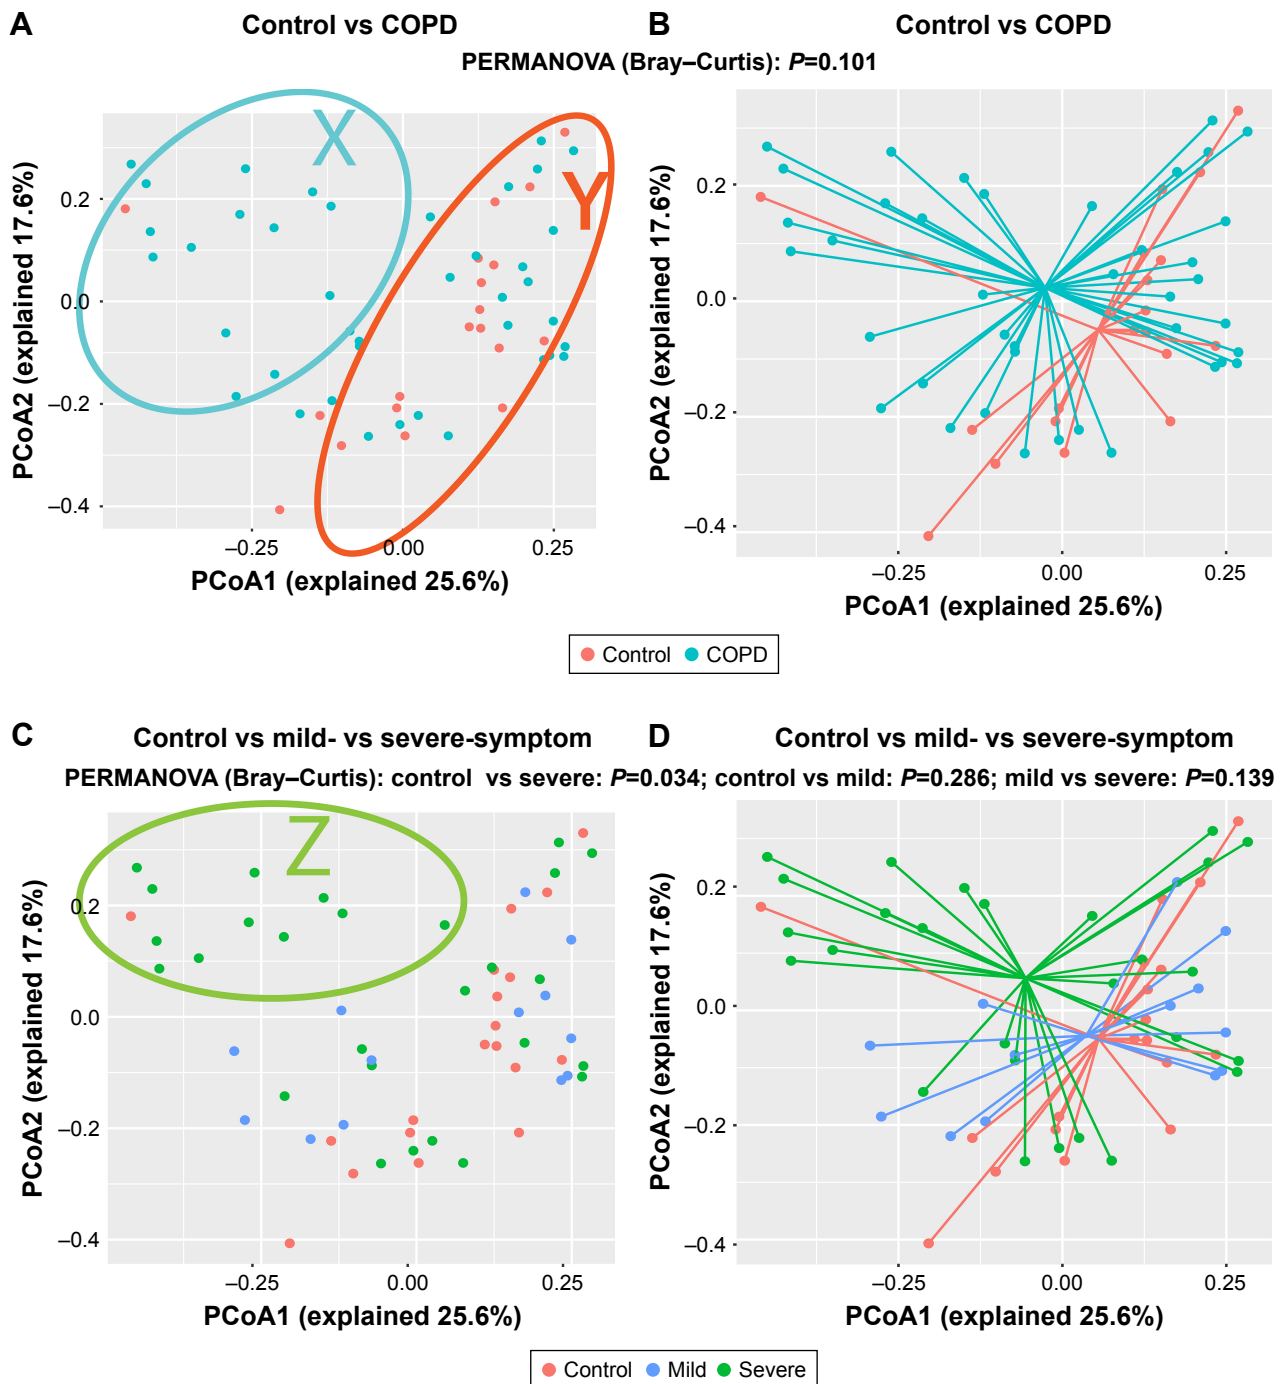 A
Control vs COPD
B
Control vs COPD
PERMANOVA (Bray–Curtis): P=0.101
X
Y
PCoA2 (explained 17.6%)
0.2
0.0
–0.2
–0.4
–0.25
0.00
0.25
PCoA1 (explained 25.6%)
PCoA2 (explained 17.6%)
0.2
0.0
–0.2
–0.4
–0.25
0.00
0.25
PCoA1 (explained 25.6%)
Control COPD
C
Control vs mild- vs severe-symptom
D
Control vs mild- vs severe-symptom
PERMANOVA (Bray–Curtis): control vs severe: P=0.034; control vs mild: P=0.286; mild vs severe: P=0.139
Z
PCoA2 (explained 17.6%)
0.2
0.0
–0.2
–0.4
–0.25
0.00
0.25
PCoA1 (explained 25.6%)
PCoA2 (explained 17.6%)
0.2
0.0
–0.2
–0.4
–0.25
0.00
0.25
PCoA1 (explained 25.6%)
Control Mild Severe